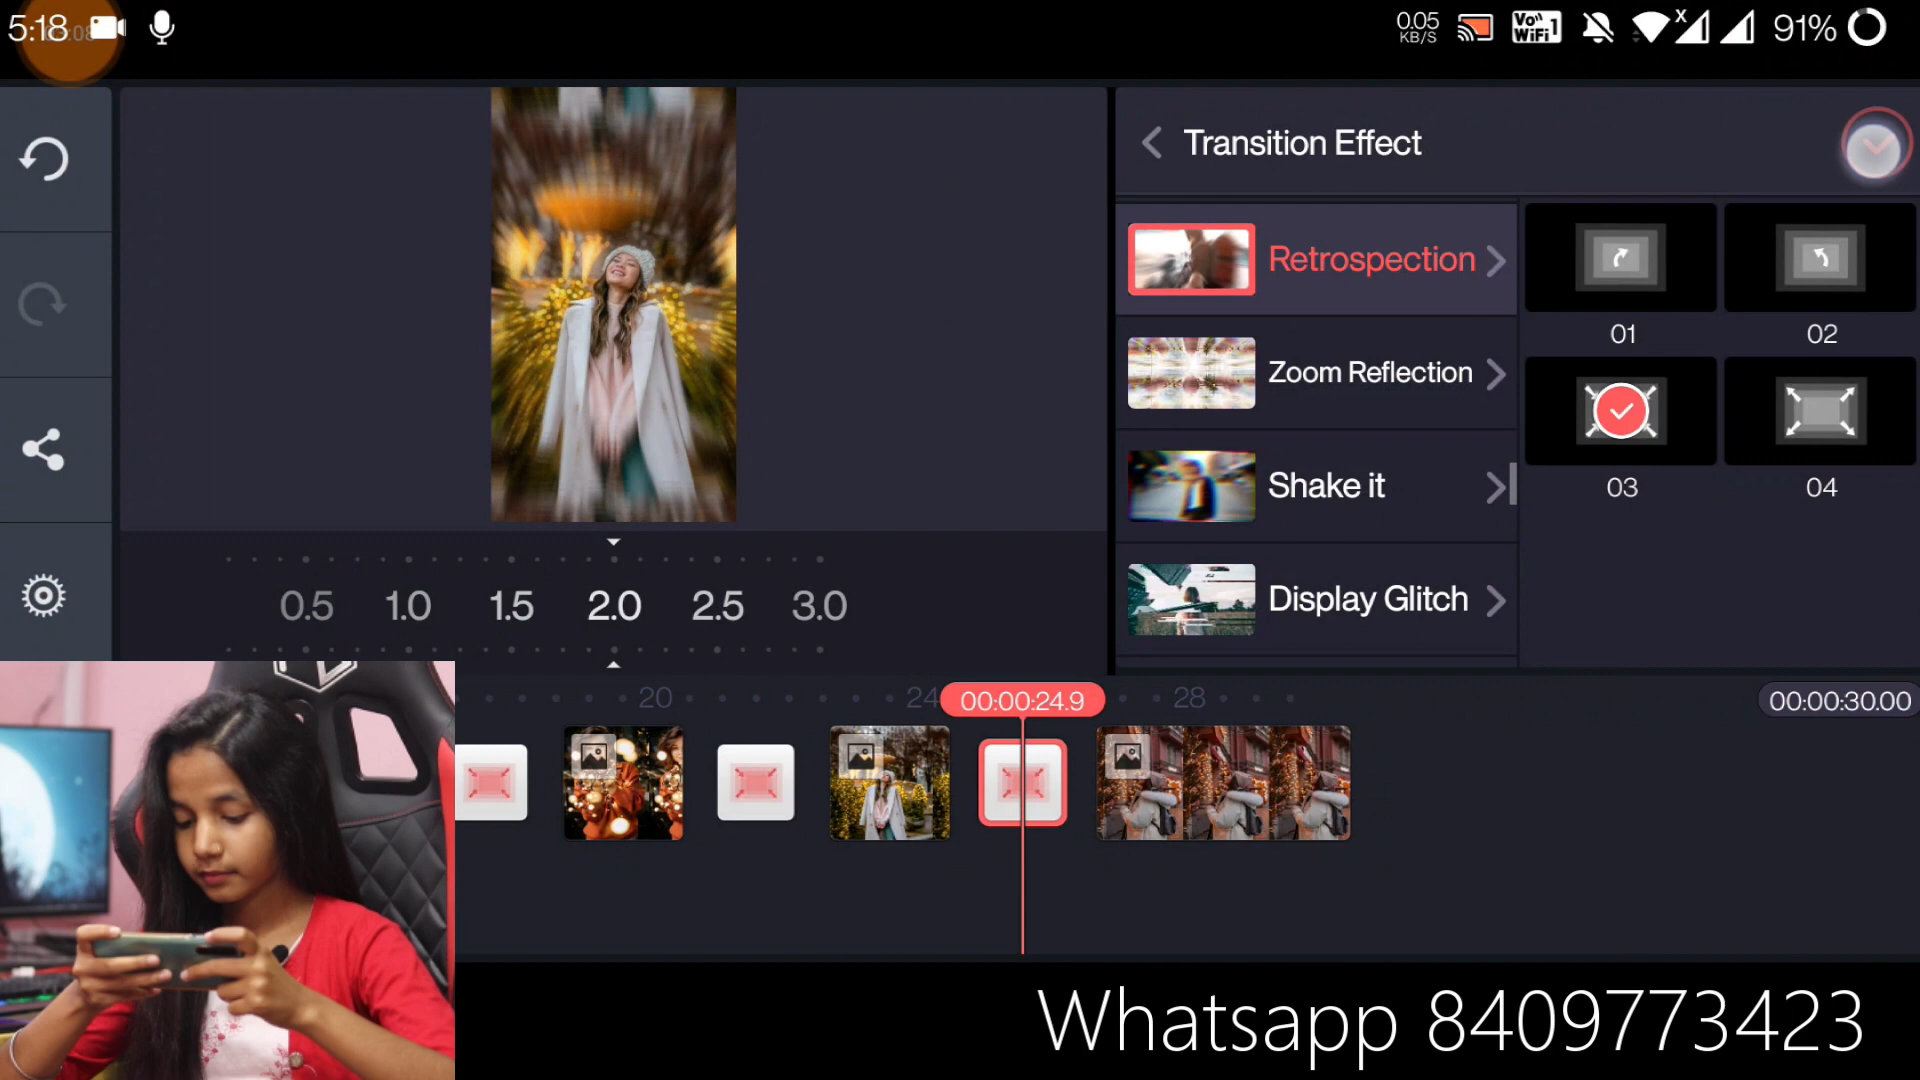 5:18
0.05
KB/S
Vo
WiFi 1
X
91%
Transition Effect
Retrospection
Zoom Reflection
Shake it
Display Glitch
01
02
03
04
0.5 1.0 1.5 2.0 2.5 3.0
20
24
00:00:24.9
28
00:00:30.00
Whatsapp 8409773423